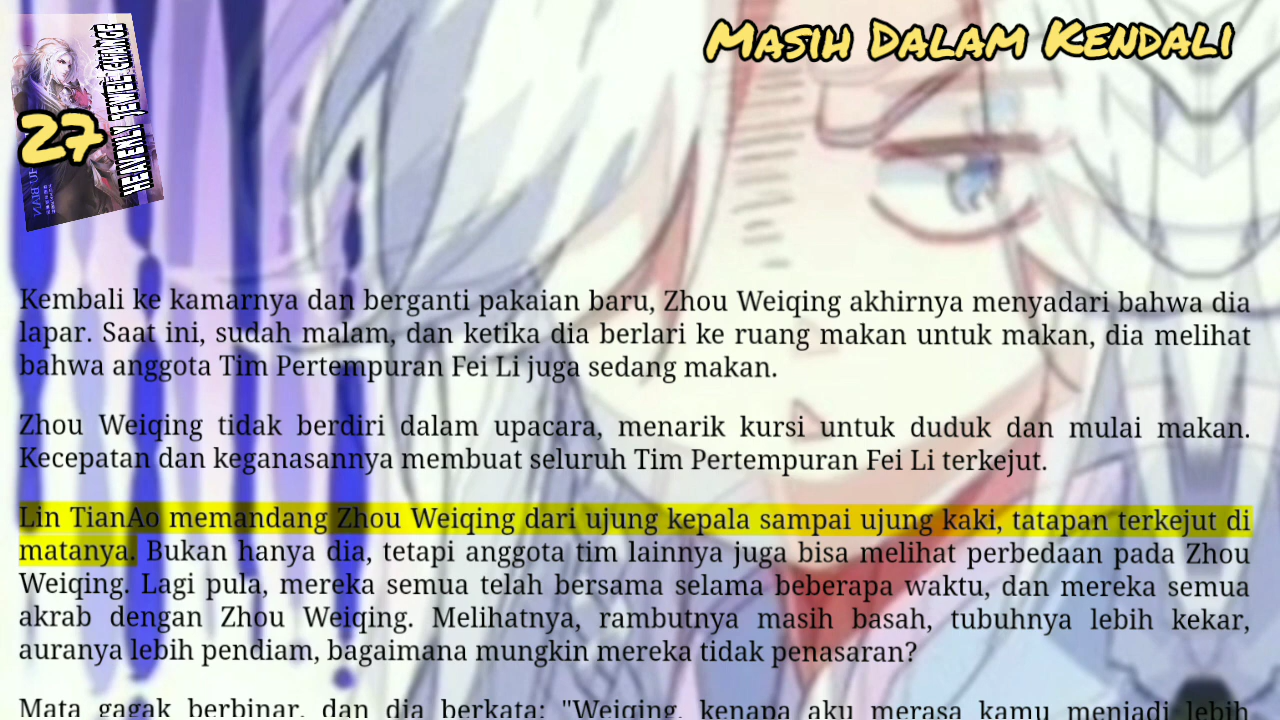 Masih Dalam Kendali
27
HEAVENLY JEWEL CHANGE
Kembali ke kamarnya dan berganti pakaian baru, Zhou Weiqing akhirnya menyadari bahwa dia
lapar. Saat ini, sudah malam, dan ketika dia berlari ke ruang makan untuk makan, dia melihat
bahwa anggota Tim Pertempuran Fei Li juga sedang makan.
Zhou Weiqing tidak berdiri dalam upacara, menarik kursi untuk duduk dan mulai makan.
Kecepatan dan keganasannya membuat seluruh Tim Pertempuran Fei Li terkejut.
Lin TianAo memandang Zhou Weiqing dari ujung kepala sampai ujung kaki, tatapan terkejut di
matanya. Bukan hanya dia, tetapi anggota tim lainnya juga bisa melihat perbedaan pada Zhou
Weiqing. Lagi pula, mereka semua telah bersama selama beberapa waktu, dan mereka semua
akrab dengan Zhou Weiqing. Melihatnya, rambutnya masih basah, tubuhnya lebih kekar,
auranya lebih pendiam, bagaimana mungkin mereka tidak penasaran?
Mata gagak berbinar, dan dia berkata: "Weiqing, kenapa aku merasa kamu menjadi lebih